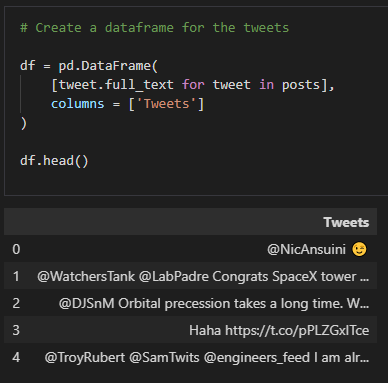 # Create a dataframe for the tweets
df = pd.DataFrame(
[tweet.full_text for tweet in posts],
columns = ['Tweets']
)
df.head()
Tweets
0 @NicAnsuini 😉
1 @WatchersTank @LabPadre Congrats SpaceX tower ...
2 @DJSnM Orbital precession takes a long time. W...
3 Haha https://t.co/pPLZGxITce
4 @TroyRubert @SamTwits @engineers_feed I am alr...